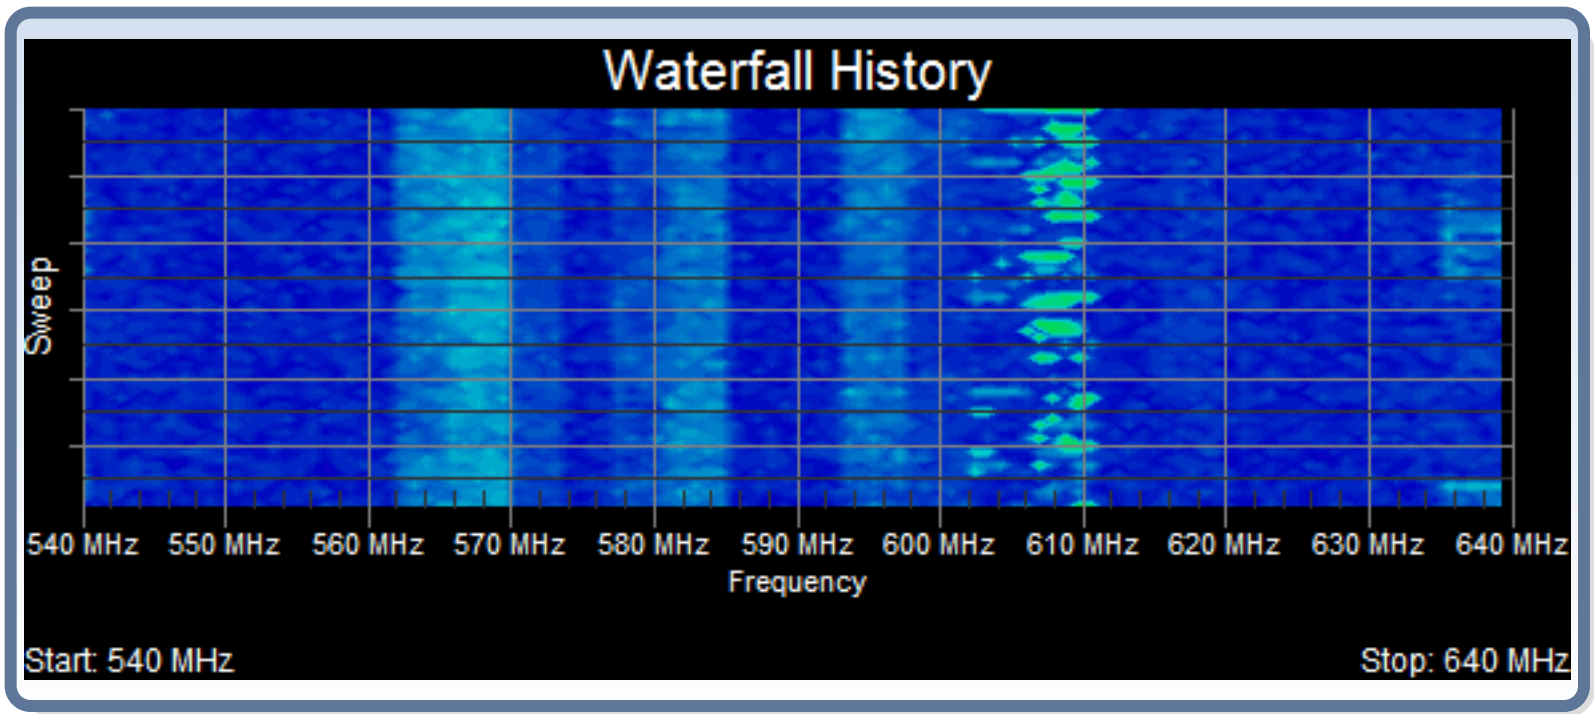 Waterfall History
Sweep
540 MHz 550 MHz 560 MHz 570 MHz 580 MHz 590 MHz 600 MHz 610 MHz 620 MHz 630 MHz 640 MHz
Frequency
Start: 540 MHz Stop: 640 MHz